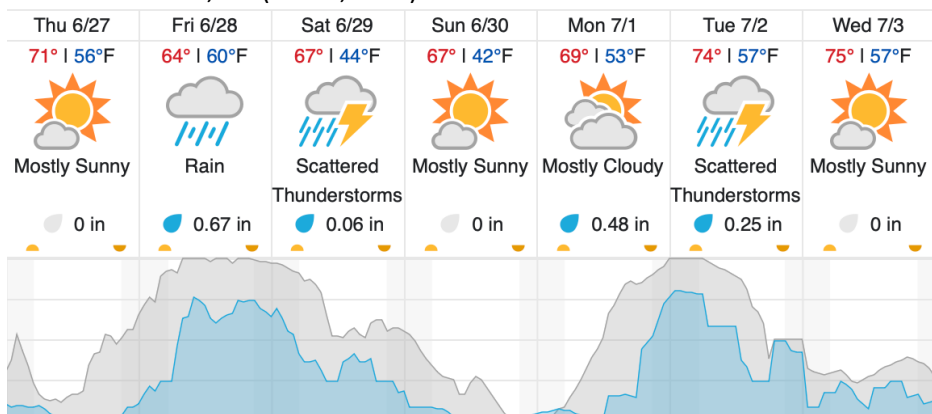 Thu 6/27 Fri 6/28 Sat 6/29 Sun 6/30 Mon 7/1 Tue 7/2 Wed 7/3
71° | 56°F 64° | 60°F 67° | 44°F 67° | 42°F 69° | 53°F 74° | 57°F 75° | 57°F
Mostly Sunny Rain Scattered Mostly Sunny Mostly Cloudy Scattered Mostly Sunny
Thunderstorms Thunderstorms
0 in 0.67 in 0.06 in 0 in 0.48 in 0.25 in 0 in